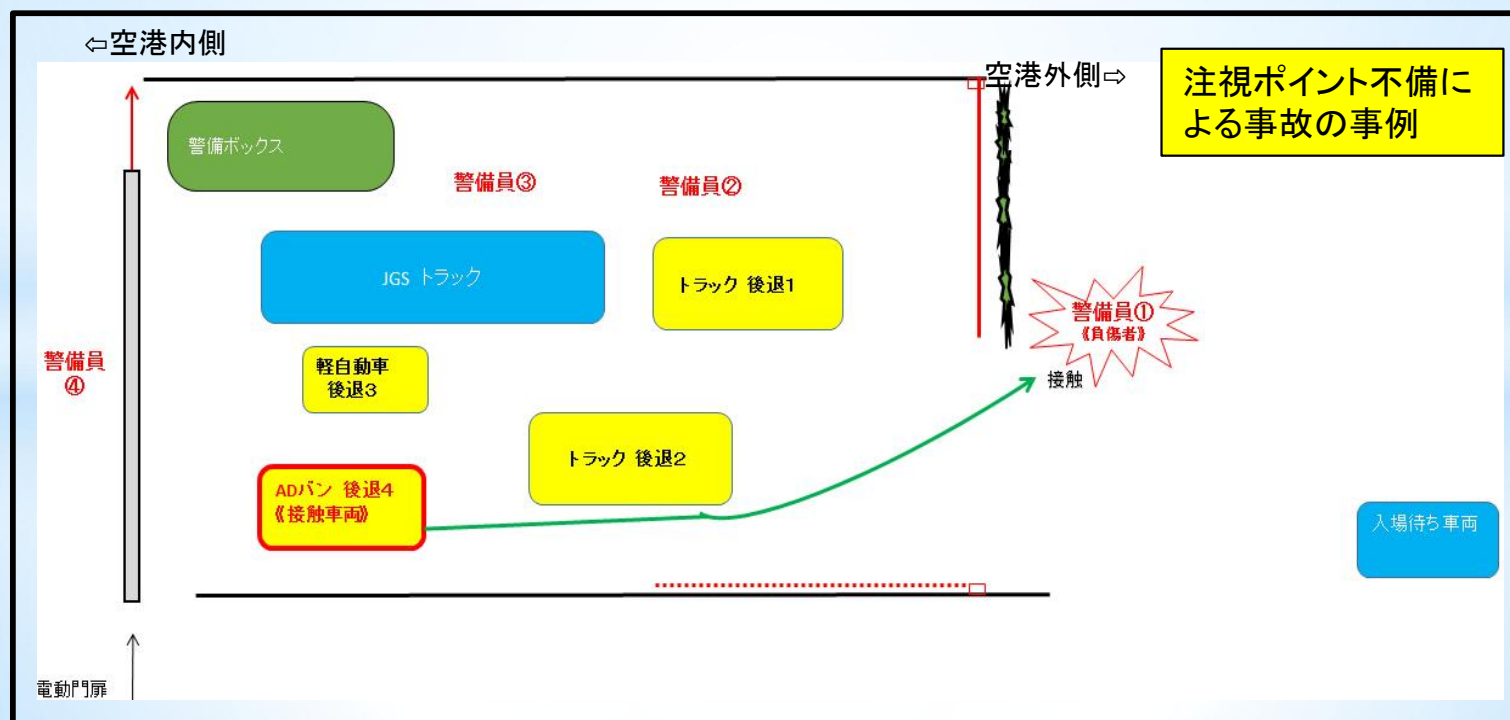 ⇦空港内側
空港外側⇨
注視ポイント不備に
よる事故の事例
警備ボックス
警備員③
警備員②
JGS トラック
トラック 後退1
警備員①
《負傷者》
接触
警備員
④
軽自動車
後退3
トラック 後退2
ADバン 後退4
《接触車両》
入場待ち車両
電動門扉